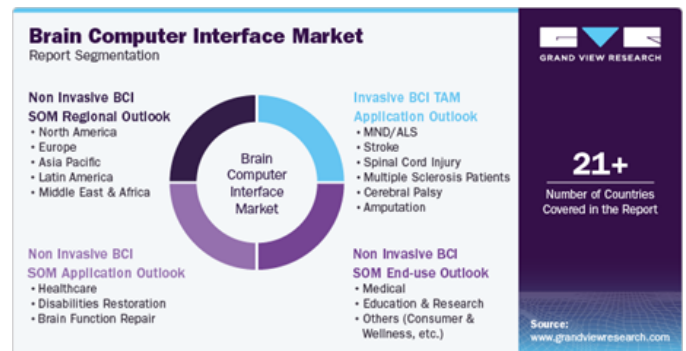 Brain Computer Interface Market
Report Segmentation
Non Invasive BCI
SOM Regional Outlook
• North America
• Europe
• Asia Pacific
• Latin America
• Middle East & Africa
Invasive BCI TAM
Application Outlook
• MND/ALS
• Stroke
• Spinal Cord Injury
• Multiple Sclerosis Patients
• Cerebral Palsy
• Amputation
Brain
Computer
Interface
Market
Non Invasive BCI
SOM Application Outlook
• Healthcare
• Disabilities Restoration
• Brain Function Repair
Non Invasive BCI
SOM End-use Outlook
• Medical
• Education & Research
• Others (Consumer &
Wellness, etc.)
GRAND VIEW RESEARCH
21+
Number of Countries
Covered in the Report
Source:
www.grandviewresearch.com